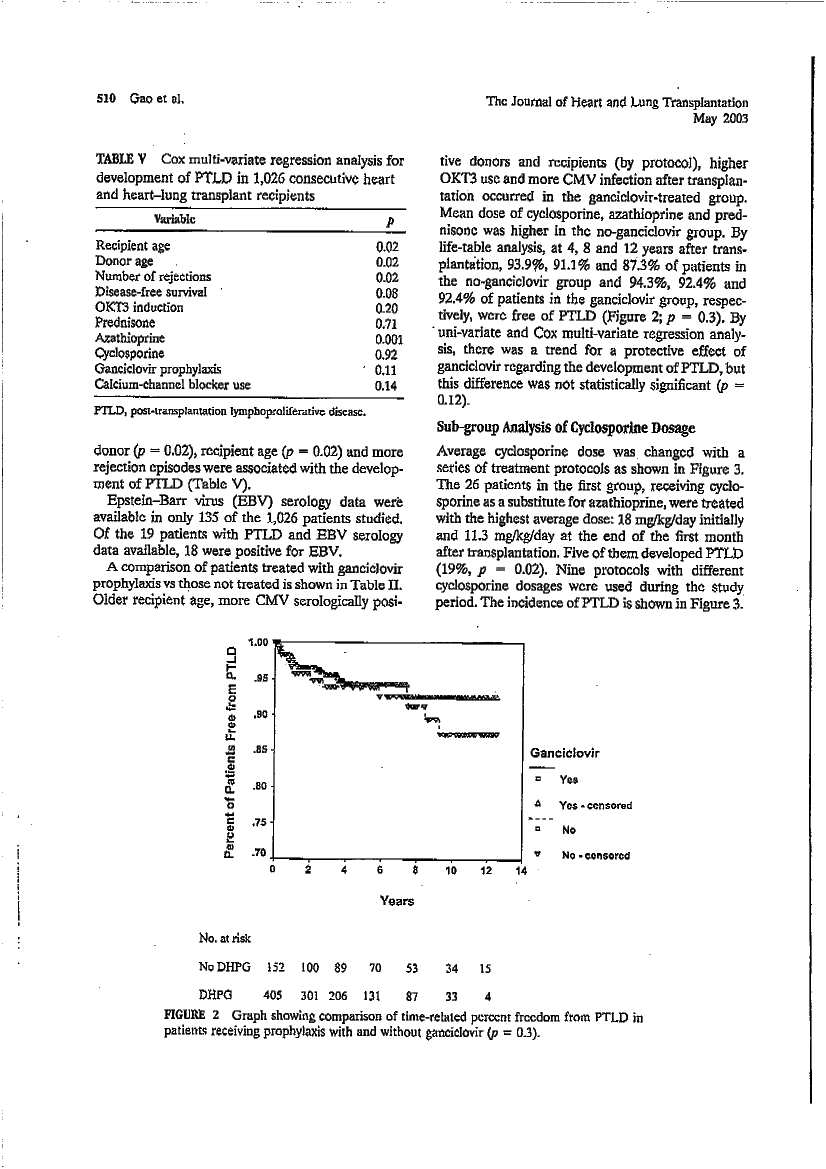 510 Gao et al.
The Journal of Heart and Lung Transplantation
May 2003
TABLE V Cox multi-variate regression analysis for
development of PTLD in 1,026 consecutive heart
and heart–lung transplant recipients
Variable p
Recipient age 0.02
Donor age 0.02
Number of rejections 0.02
Disease-free survival 0.08
OKT3 induction 0.20
Prednisone 0.71
Azathioprine 0.001
Cyclosporine 0.92
Ganciclovir prophylaxis 0.11
Calcium-channel blocker use 0.14
PTLD, post-transplantation lymphoproliferative disease.
donor (p = 0.02), recipient age (p = 0.02) and more
rejection episodes were associated with the develop-
ment of PTLD (Table V).
Epstein–Barr virus (EBV) serology data were
available in only 135 of the 1,026 patients studied.
Of the 19 patients with PTLD and EBV serology
data available, 18 were positive for EBV.
A comparison of patients treated with ganciclovir
prophylaxis vs those not treated is shown in Table II.
Older recipient age, more CMV serologically posi-
tive donors and recipients (by protocol), higher
OKT3 use and more CMV infection after transplan-
tation occurred in the ganciclovir-treated group.
Mean dose of cyclosporine, azathioprine and pred-
nisone was higher in the no-ganciclovir group. By
life-table analysis, at 4, 8 and 12 years after trans-
plantation, 93.9%, 91.1% and 87.3% of patients in
the no-ganciclovir group and 94.3%, 92.4% and
92.4% of patients in the ganciclovir group, respec-
tively, were free of PTLD (Figure 2; p = 0.3). By
uni-variate and Cox multi-variate regression analy-
sis, there was a trend for a protective effect of
ganciclovir regarding the development of PTLD, but
this difference was not statistically significant (p =
0.12).
Sub-group Analysis of Cyclosporine Dosage
Average cyclosporine dose was changed with a
series of treatment protocols as shown in Figure 3.
The 26 patients in the first group, receiving cyclo-
sporine as a substitute for azathioprine, were treated
with the highest average dose: 18 mg/kg/day initially
and 11.3 mg/kg/day at the end of the first month
after transplantation. Five of them developed PTLD
(19%, p = 0.02). Nine protocols with different
cyclosporine dosages were used during the study
period. The incidence of PTLD is shown in Figure 3.
Percent of Patients Free from PTLD
1.00
.95
.90
.85
.80
.75
.70
0 2 4 6 8 10 12 14
Years
Ganciclovir
Yes
Yes - censored
No
No - censored
No. at risk
No DHPG 152 100 89 70 53 34 15
DHPG 405 301 206 131 87 33 4
FIGURE 2 Graph showing comparison of time-related percent freedom from PTLD in
patients receiving prophylaxis with and without ganciclovir (p = 0.3).